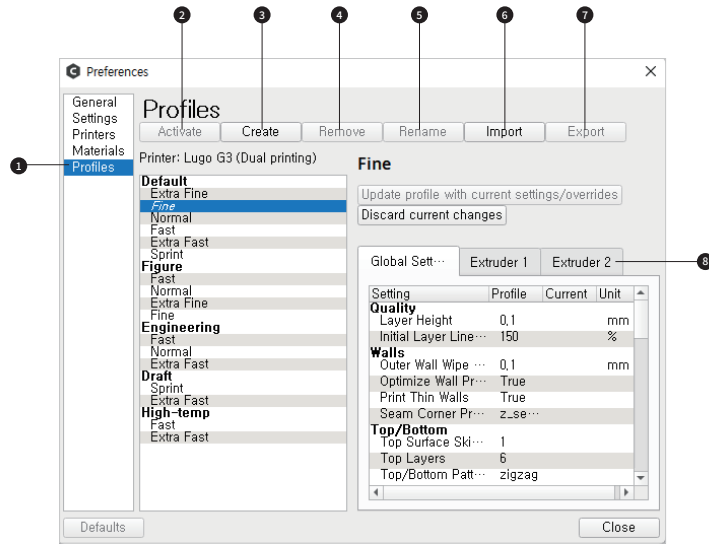 2 3 4 5 6 7
Preferences
General
Settings
Printers
Materials
1 Profiles
Profiles
Activate Create Remove Rename Import Export
Printer: Lugo G3 (Dual printing)
Default
Extra Fine
Fine
Normal
Fast
Extra Fast
Sprint
Figure
Fast
Normal
Extra Fine
Fine
Engineering
Fast
Normal
Extra Fast
Draft
Sprint
Extra Fast
High-temp
Fast
Extra Fast
Fine
Update profile with current settings/overrides
Discard current changes
Global Sett··· Extruder 1 Extruder 2 8
Setting Profile Current Unit
Quality
Layer Height 0,1 mm
Initial Layer Line··· 150 %
Walls
Outer Wall Wipe ··· 0,1 mm
Optimize Wall Pr··· True
Print Thin Walls True
Seam Corner Pr··· z_se···
Top/Bottom
Top Surface Ski··· 1
Top Layers 6
Top/Bottom Patt··· zigzag
Defaults Close